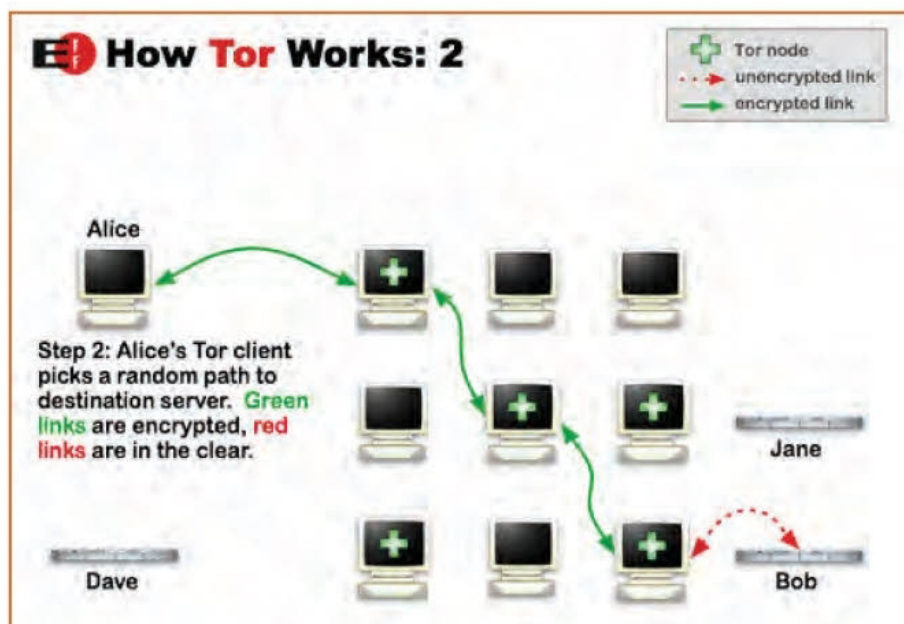 EFF How Tor Works: 2
Tor node
unencrypted link
encrypted link
Alice
Step 2: Alice's Tor client
picks a random path to
destination server. Green
links are encrypted, red
links are in the clear.
Jane
Dave
Bob